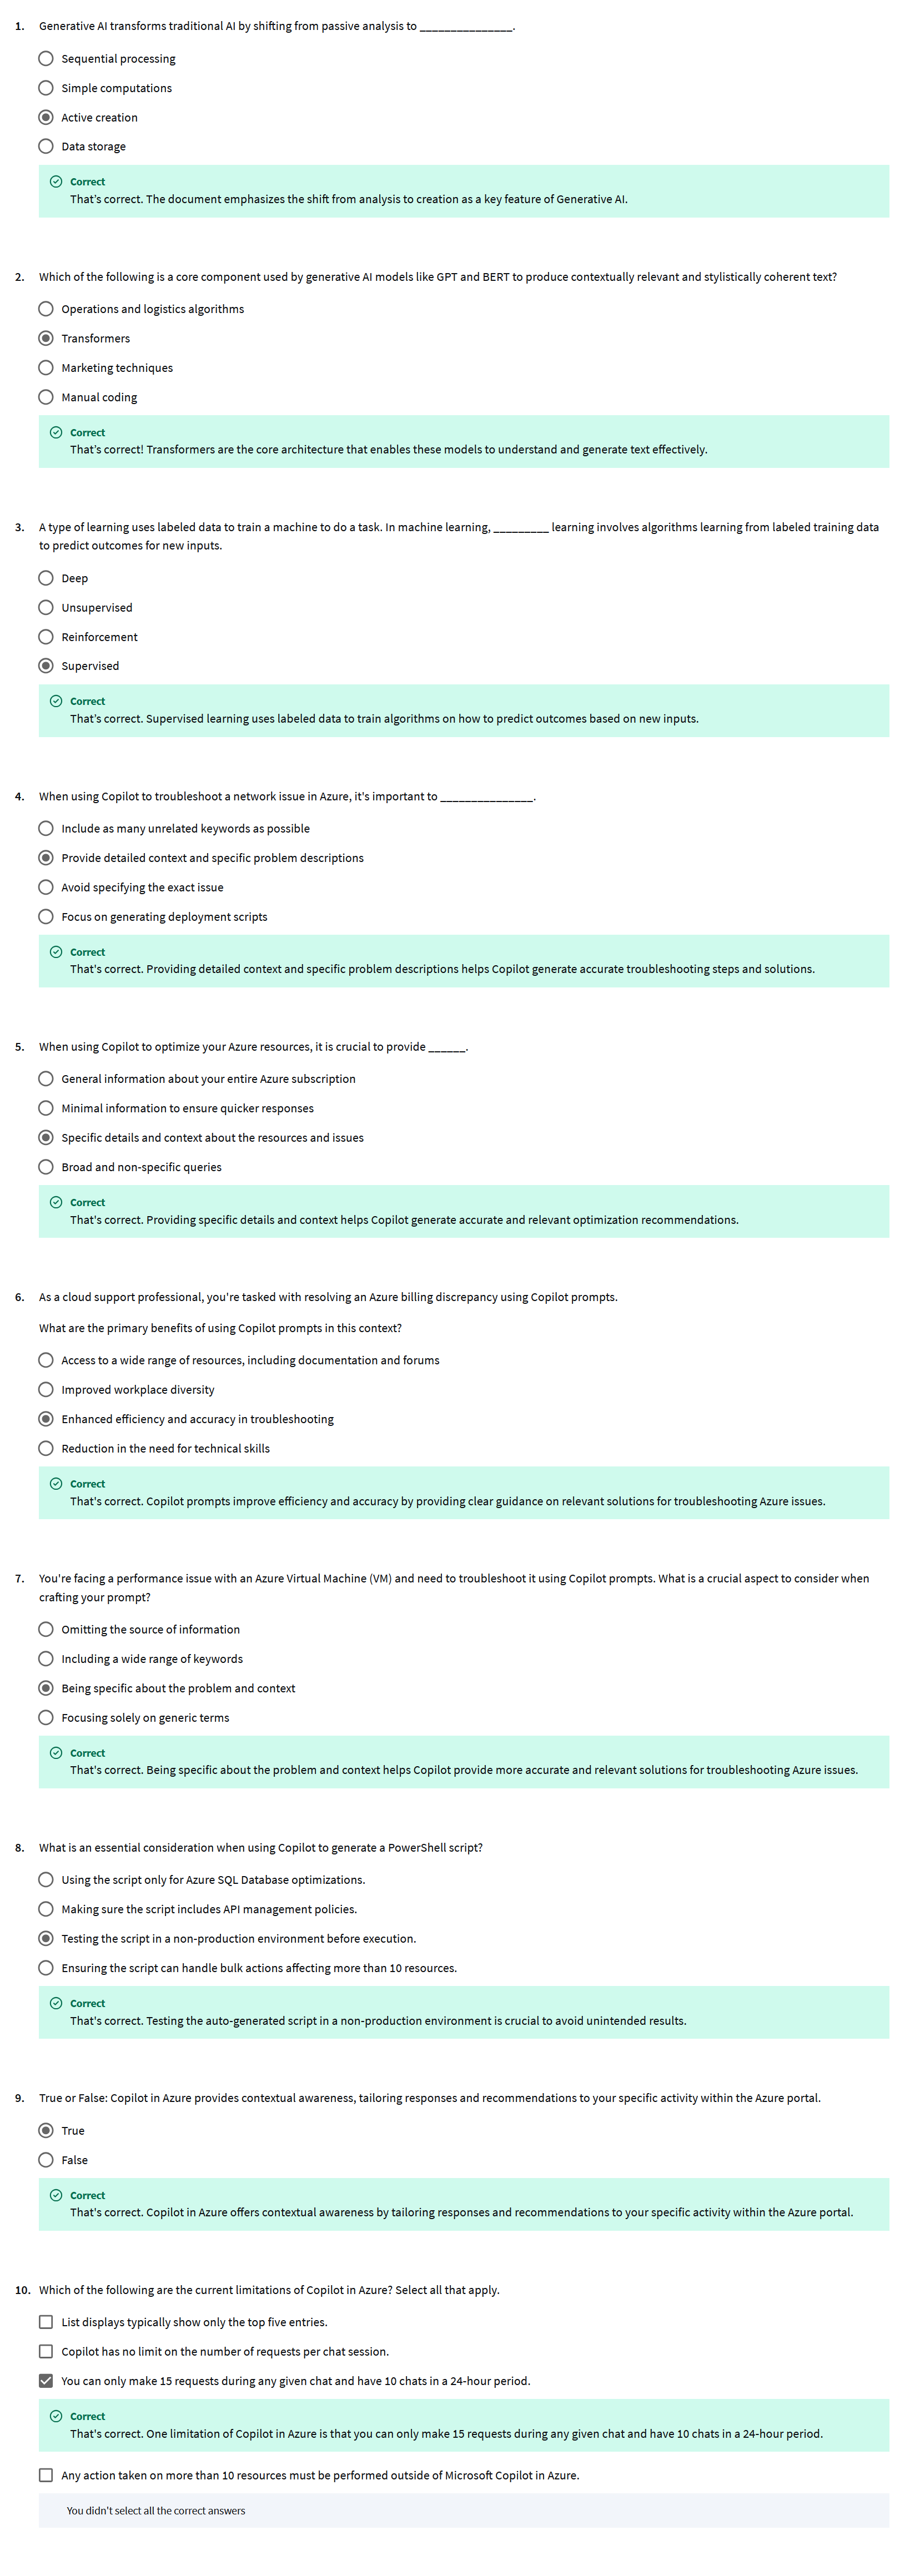 1. Generative AI transforms traditional AI by shifting from passive analysis to _______________.
Sequential processing
Simple computations
Active creation
Data storage
Correct
That's correct. The document emphasizes the shift from analysis to creation as a key feature of Generative AI.
2. Which of the following is a core component used by generative AI models like GPT and BERT to produce contextually relevant and stylistically coherent text?
Operations and logistics algorithms
Transformers
Marketing techniques
Manual coding
Correct
That's correct! Transformers are the core architecture that enables these models to understand and generate text effectively.
3. A type of learning uses labeled data to train a machine to do a task. In machine learning, _________ learning involves algorithms learning from labeled training data
to predict outcomes for new inputs.
Deep
Unsupervised
Reinforcement
Supervised
Correct
That's correct. Supervised learning uses labeled data to train algorithms on how to predict outcomes based on new inputs.
4. When using Copilot to troubleshoot a network issue in Azure, it's important to _______________.
Include as many unrelated keywords as possible
Provide detailed context and specific problem descriptions
Avoid specifying the exact issue
Focus on generating deployment scripts
Correct
That's correct. Providing detailed context and specific problem descriptions helps Copilot generate accurate troubleshooting steps and solutions.
5. When using Copilot to optimize your Azure resources, it is crucial to provide ______.
General information about your entire Azure subscription
Minimal information to ensure quicker responses
Specific details and context about the resources and issues
Broad and non-specific queries
Correct
That's correct. Providing specific details and context helps Copilot generate accurate and relevant optimization recommendations.
6. As a cloud support professional, you're tasked with resolving an Azure billing discrepancy using Copilot prompts.
What are the primary benefits of using Copilot prompts in this context?
Access to a wide range of resources, including documentation and forums
Improved workplace diversity
Enhanced efficiency and accuracy in troubleshooting
Reduction in the need for technical skills
Correct
That's correct. Copilot prompts improve efficiency and accuracy by providing clear guidance on relevant solutions for troubleshooting Azure issues.
7. You're facing a performance issue with an Azure Virtual Machine (VM) and need to troubleshoot it using Copilot prompts. What is a crucial aspect to consider when
crafting your prompt?
Omitting the source of information
Including a wide range of keywords
Being specific about the problem and context
Focusing solely on generic terms
Correct
That's correct. Being specific about the problem and context helps Copilot provide more accurate and relevant solutions for troubleshooting Azure issues.
8. What is an essential consideration when using Copilot to generate a PowerShell script?
Using the script only for Azure SQL Database optimizations.
Making sure the script includes API management policies.
Testing the script in a non-production environment before execution.
Ensuring the script can handle bulk actions affecting more than 10 resources.
Correct
That's correct. Testing the auto-generated script in a non-production environment is crucial to avoid unintended results.
9. True or False: Copilot in Azure provides contextual awareness, tailoring responses and recommendations to your specific activity within the Azure portal.
True
False
Correct
That's correct. Copilot in Azure offers contextual awareness by tailoring responses and recommendations to your specific activity within the Azure portal.
10. Which of the following are the current limitations of Copilot in Azure? Select all that apply.
List displays typically show only the top five entries.
Copilot has no limit on the number of requests per chat session.
You can only make 15 requests during any given chat and have 10 chats in a 24-hour period.
Correct
That's correct. One limitation of Copilot in Azure is that you can only make 15 requests during any given chat and have 10 chats in a 24-hour period.
Any action taken on more than 10 resources must be performed outside of Microsoft Copilot in Azure.
You didn't select all the correct answers